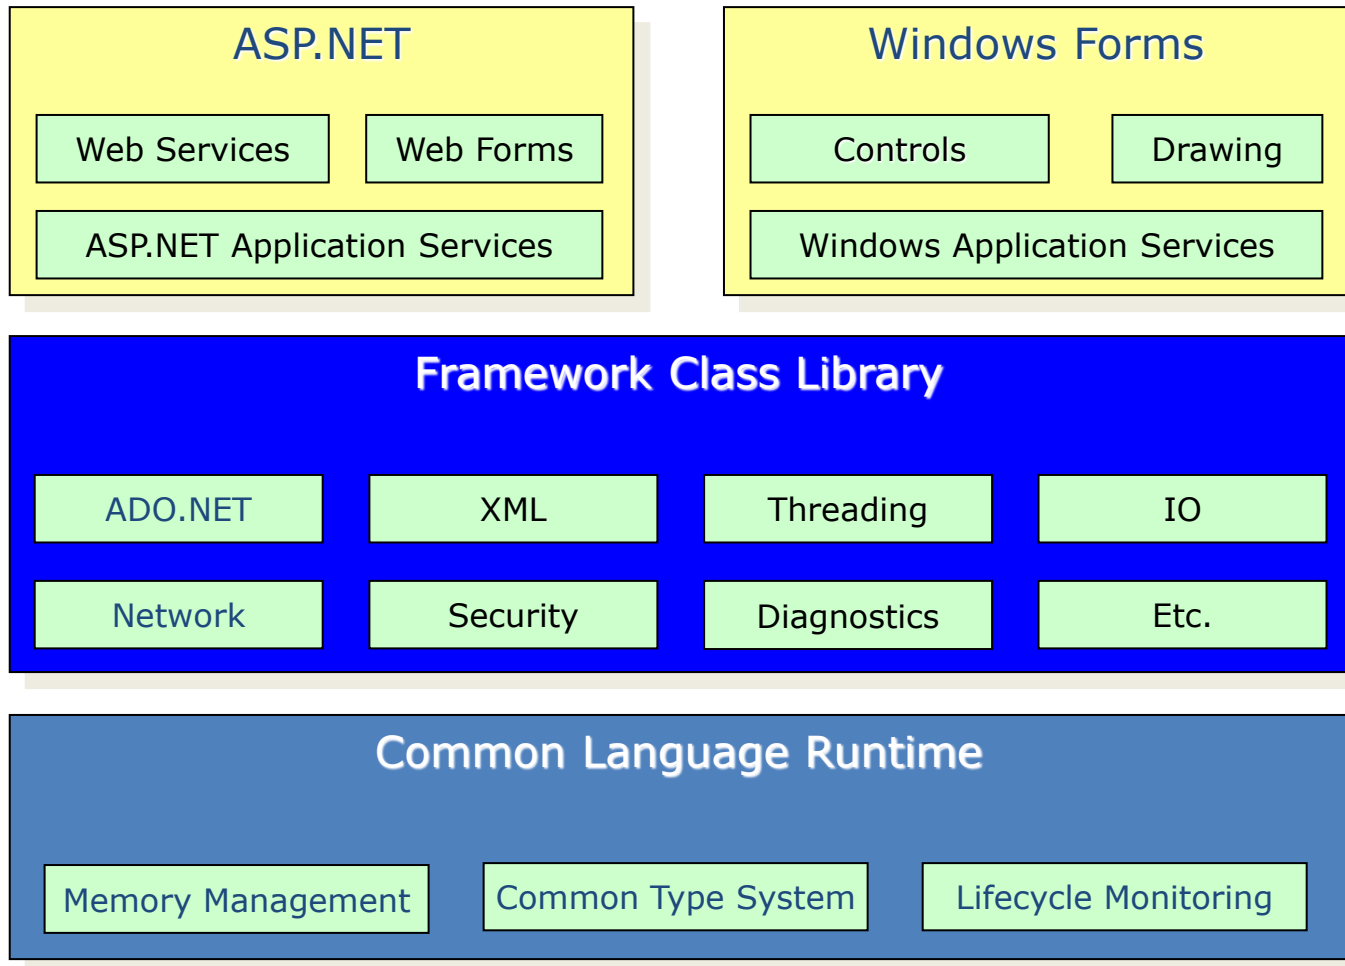 ASP.NET
Web Services
Web Forms
ASP.NET Application Services
Windows Forms
Controls
Drawing
Windows Application Services
Framework Class Library
ADO.NET
XML
Threading
IO
Network
Security
Diagnostics
Etc.
Common Language Runtime
Memory Management
Common Type System
Lifecycle Monitoring